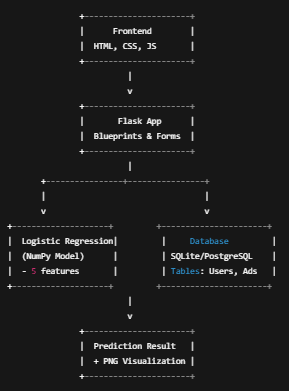 Frontend
HTML, CSS, JS
Flask App
Blueprints & Forms
Logistic Regression
(NumPy Model)
- 5 features
Database
SQLite/PostgreSQL
Tables: Users, Ads
Prediction Result
+ PNG Visualization